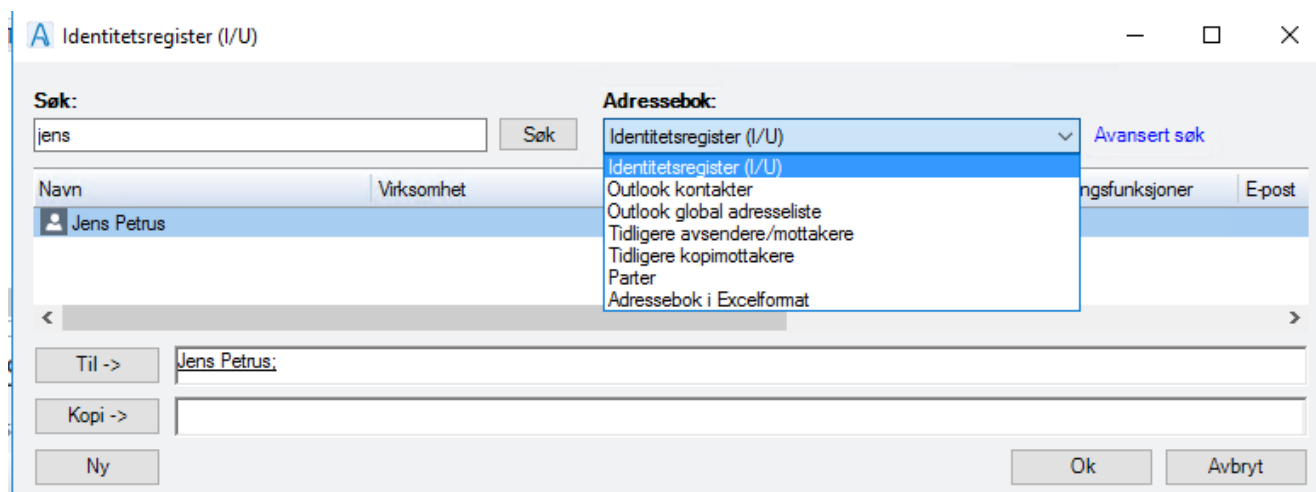 Identitetsregister (I/U)
Søk: Adressebok:
jens Søk Identitetsregister (I/U) Avansert søk
Identitetsregister (I/U)
Navn Virksomhet Outlook kontakter ngsfunksjoner E-post
Outlook global adresseliste
Jens Petrus Tidligere avsendere/mottakere
Tidligere kopimottakere
Parter
Adressebok i Excelformat
Til -> Jens Petrus;
Kopi ->
Ny Ok Avbryt